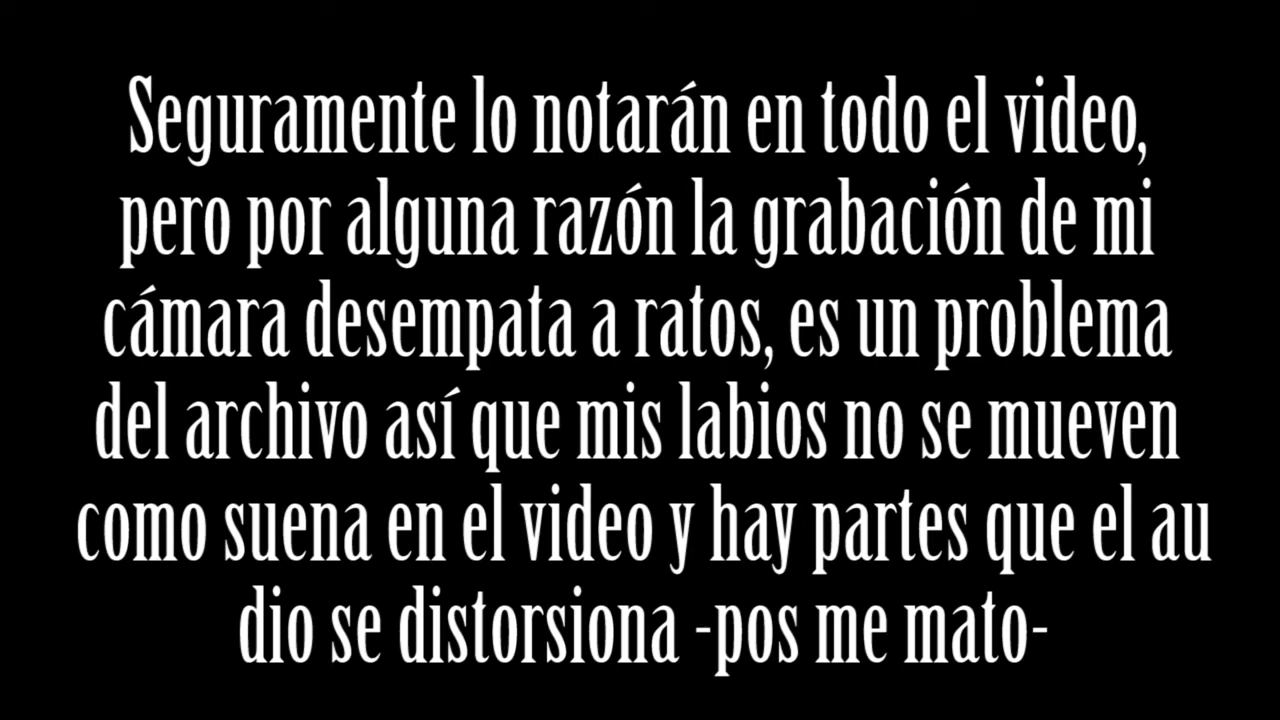 Seguramente lo notarán en todo el video,
pero por alguna razón la grabación de mi
cámara desempata a ratos, es un problema
del archivo así que mis labios no se mueven
como suena en el video y hay partes que el au
dio se distorsiona -pos me mato-